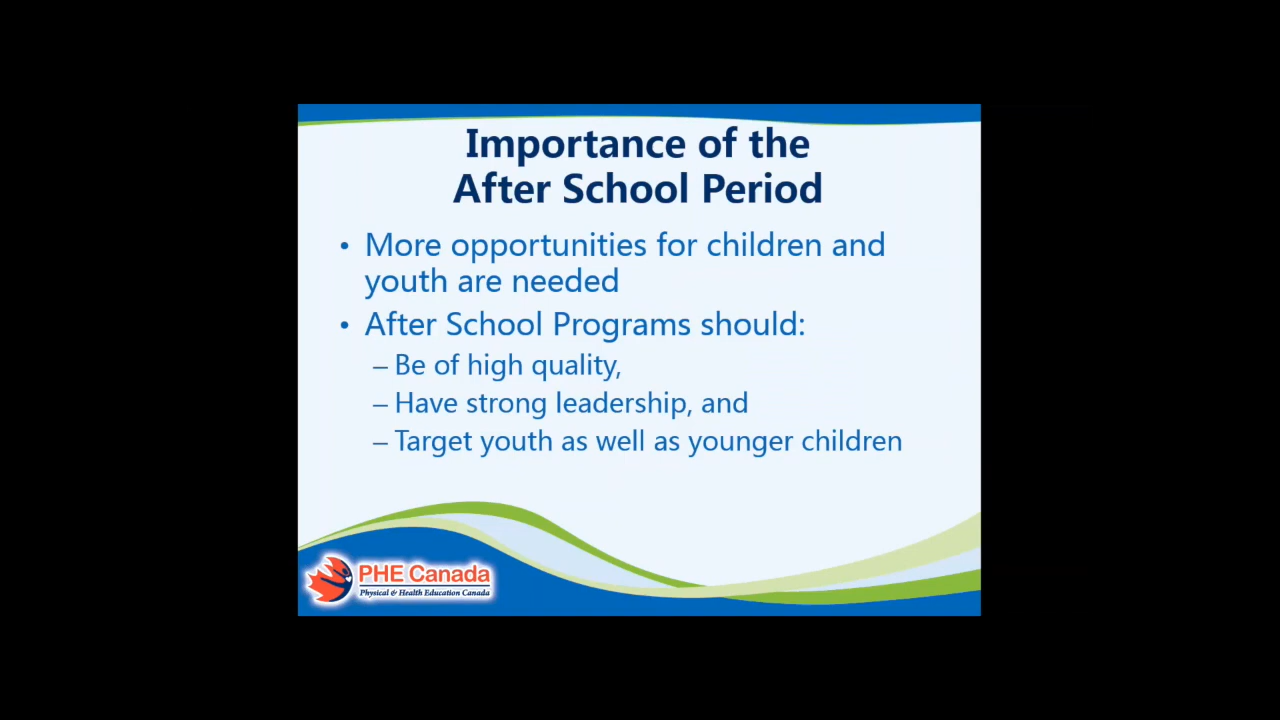 Importance of the
After School Period
• More opportunities for children and
youth are needed
• After School Programs should:
– Be of high quality,
– Have strong leadership, and
– Target youth as well as younger children
PHE Canada
Physical & Health Education Canada